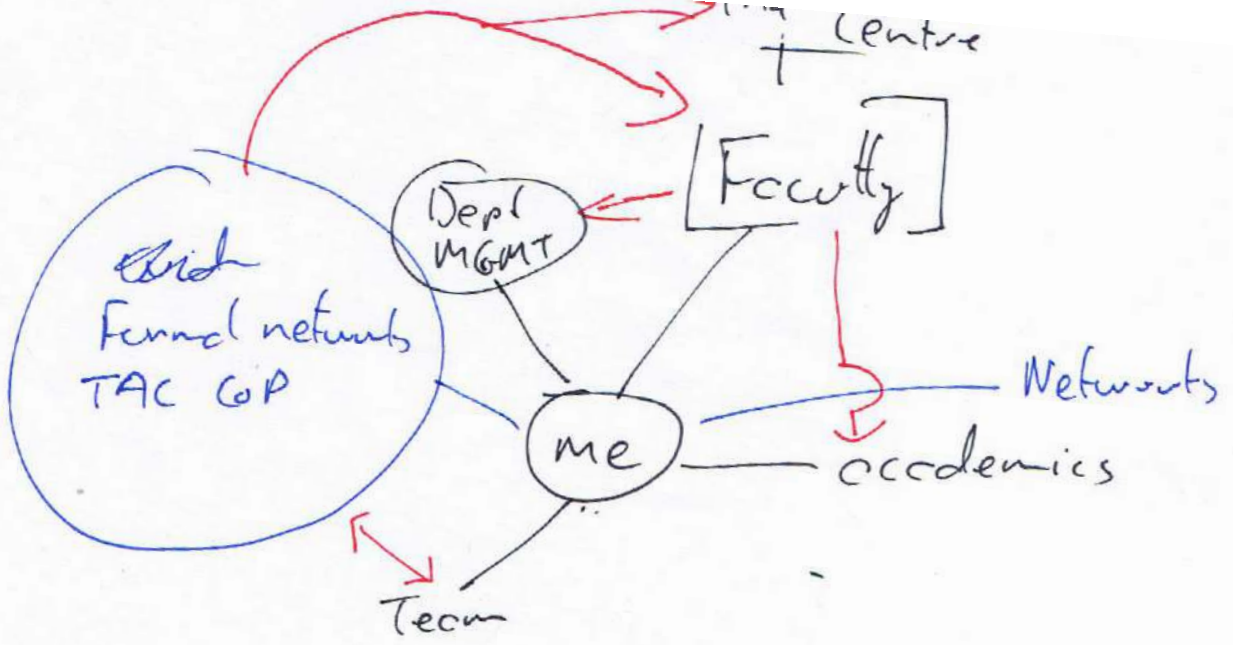 Centre
[Faculty]
Dept
MGMT
Formal networks
TAC CoP
Networks
me
academics
Team